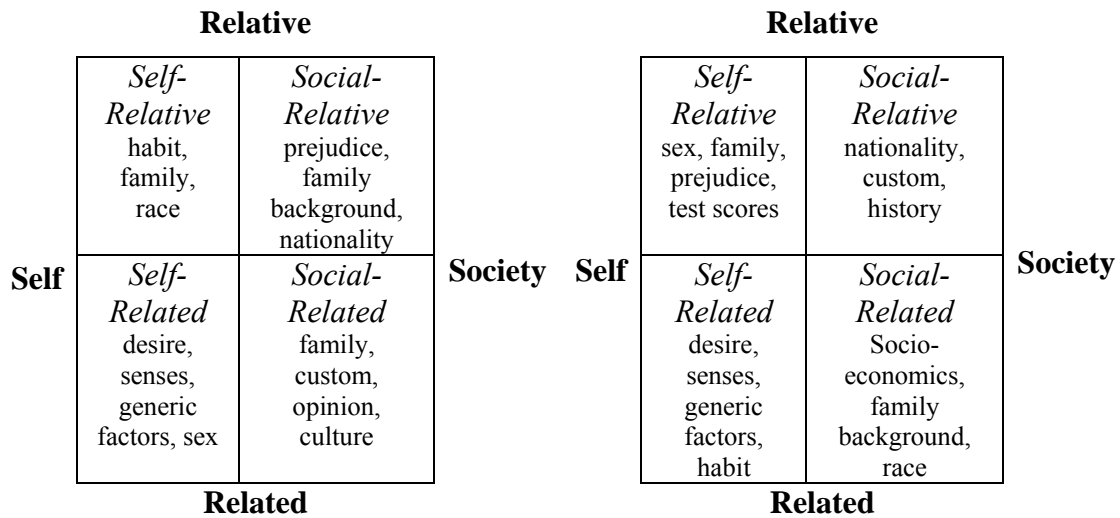 Relative
Self-
Relative
habit,
family,
race
Social-
Relative
prejudice,
family
background,
nationality
Self
Society
Self-
Related
desire,
senses,
generic
factors, sex
Social-
Related
family,
custom,
opinion,
culture
Related
Relative
Self-
Relative
sex, family,
prejudice,
test scores
Social-
Relative
nationality,
custom,
history
Self
Society
Self-
Related
desire,
senses,
generic
factors,
habit
Social-
Related
Socio-
economics,
family
background,
race
Related